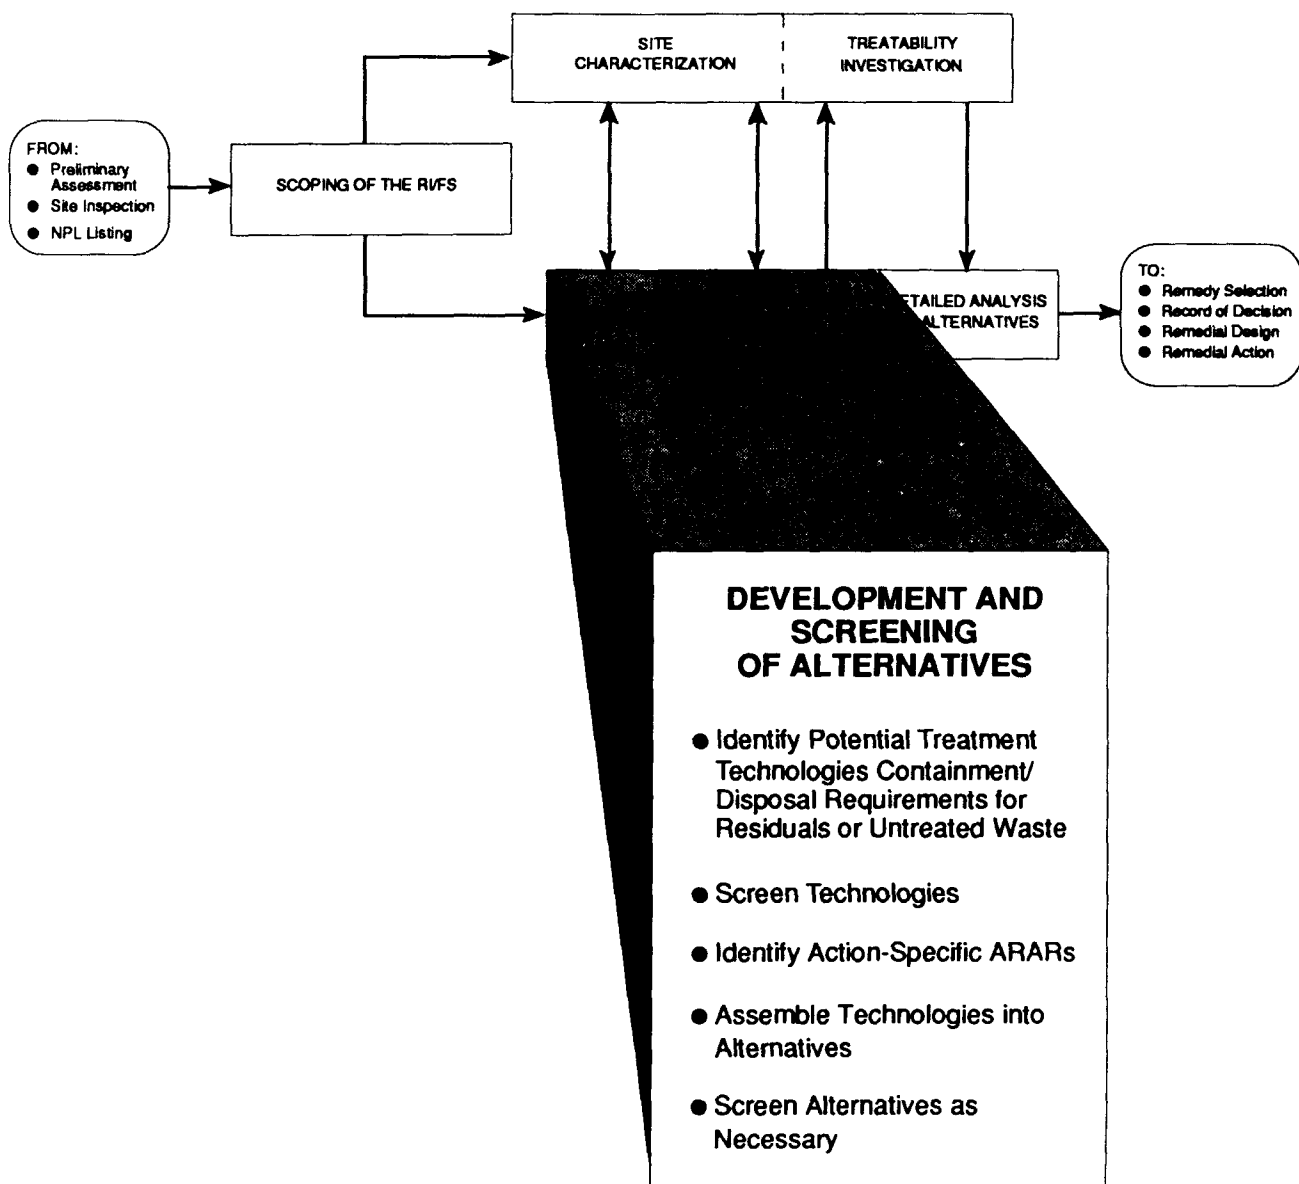 SITE
CHARACTERIZATION
TREATABILITY
INVESTIGATION
FROM:
● Preliminary
Assessment
● Site Inspection
● NPL Listing
SCOPING OF THE RI/FS
ETAILED ANALYSIS
ALTERNATIVES
TO:
● Remedy Selection
● Record of Decision
● Remedial Design
● Remedial Action
DEVELOPMENT AND
SCREENING
OF ALTERNATIVES
● Identify Potential Treatment
Technologies Containment/
Disposal Requirements for
Residuals or Untreated Waste
● Screen Technologies
● Identify Action-Specific ARARs
● Assemble Technologies into
Alternatives
● Screen Alternatives as
Necessary